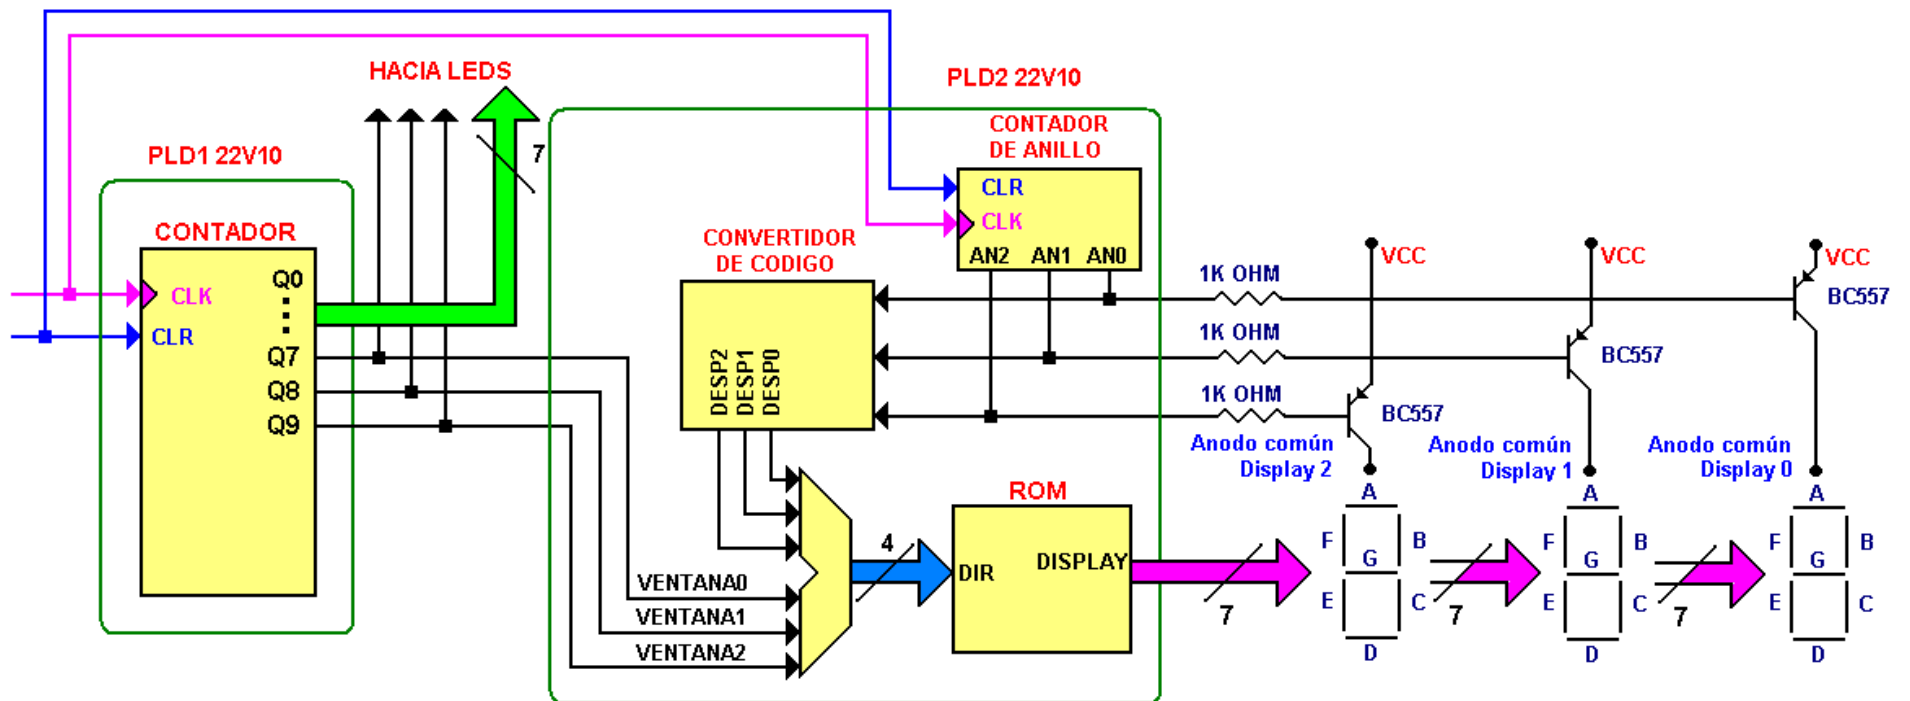 HACIA LEDS
PLD1 22V10
CONTADOR
CLK
CLR
Q0
Q7
Q8
Q9
7
PLD2 22V10
CONTADOR
DE ANILLO
CLR
CLK
AN2 AN1 AN0
CONVERTIDOR
DE CODIGO
DESP2
DESP1
DESP0
VENTANA0
VENTANA1
VENTANA2
4
ROM
DIR
DISPLAY
1K OHM
1K OHM
1K OHM
VCC
BC557
Anodo común
Display 2
VCC
BC557
Anodo común
Display 1
VCC
BC557
Anodo común
Display 0
7
A
F B
G
E C
D
7
A
F B
G
E C
D
7
A
F B
G
E C
D